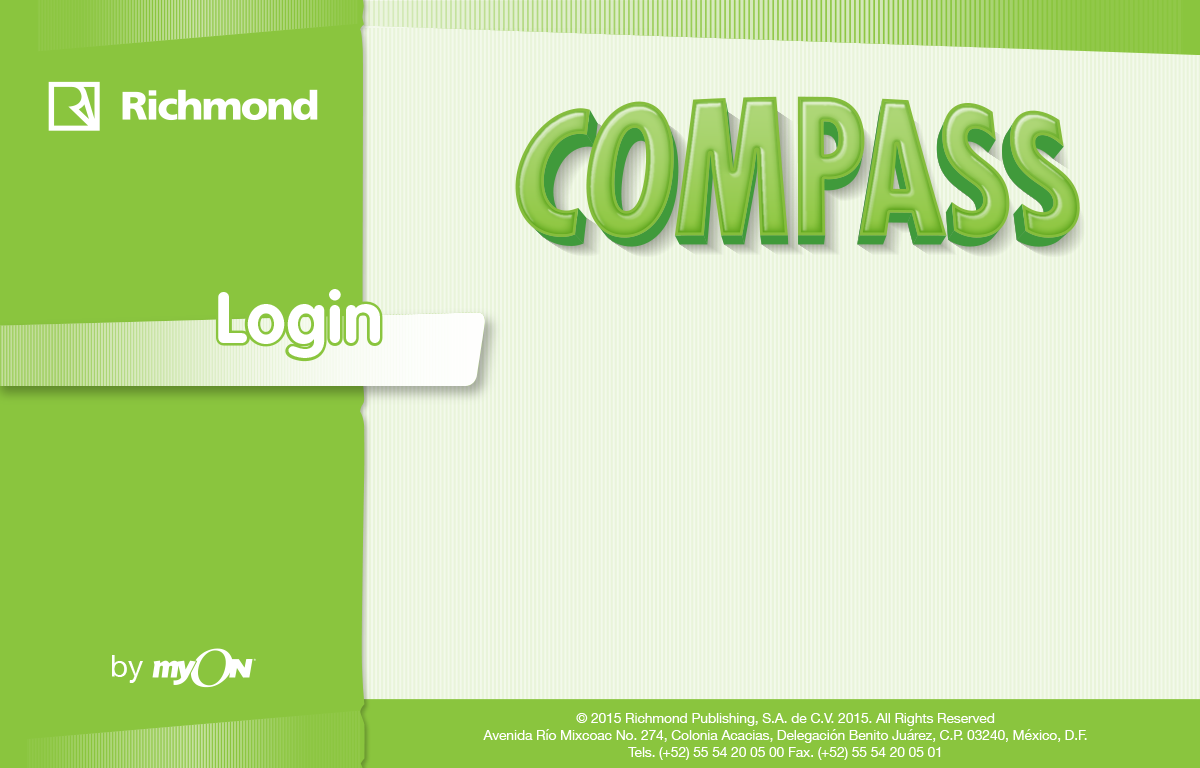 Richmond
COMPASS
Login
by myON
© 2015 Richmond Publishing, S.A. de C.V. 2015. All Rights Reserved
Avenida Río Mixcoac No. 274, Colonia Acacias, Delegación Benito Juárez, C.P. 03240, México, D.F.
Tels. (+52) 55 54 20 05 00 Fax. (+52) 55 54 20 05 01